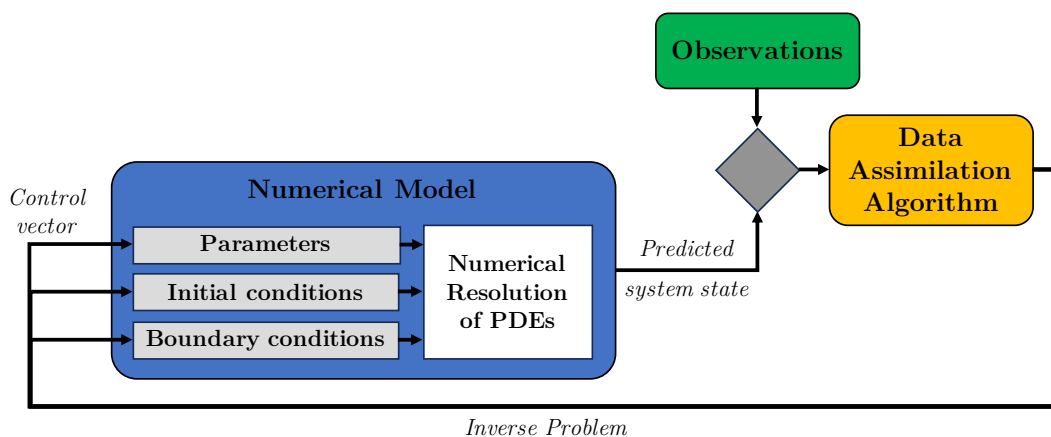 Observations
Data
Assimilation
Algorithm
Numerical Model
Control
vector
Parameters
Initial conditions
Boundary conditions
Numerical
Resolution
of PDEs
Predicted
system state
Inverse Problem